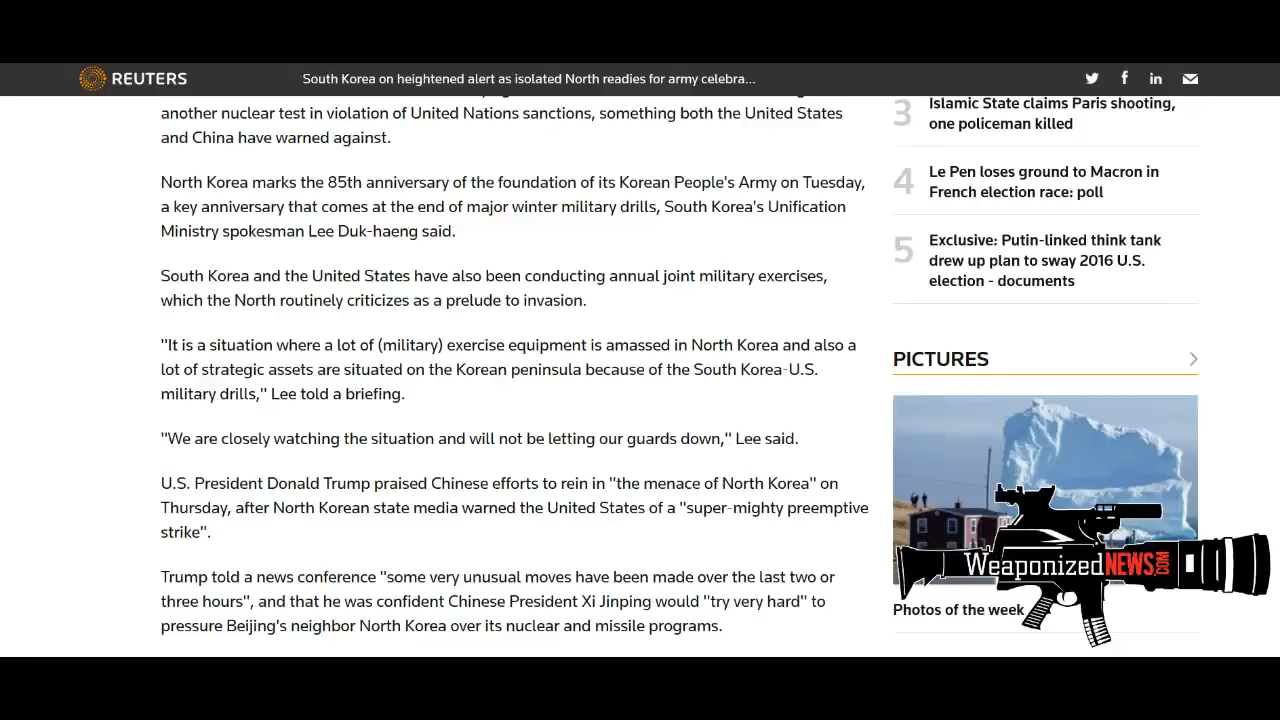 REUTERS
South Korea on heightened alert as isolated North readies for army celebra...
another nuclear test in violation of United Nations sanctions, something both the United States
and China have warned against.
North Korea marks the 85th anniversary of the foundation of its Korean People's Army on Tuesday,
a key anniversary that comes at the end of major winter military drills, South Korea's Unification
Ministry spokesman Lee Duk-haeng said.
South Korea and the United States have also been conducting annual joint military exercises,
which the North routinely criticizes as a prelude to invasion.
"It is a situation where a lot of (military) exercise equipment is amassed in North Korea and also a
lot of strategic assets are situated on the Korean peninsula because of the South Korea-U.S.
military drills," Lee told a briefing.
"We are closely watching the situation and will not be letting our guards down," Lee said.
U.S. President Donald Trump praised Chinese efforts to rein in "the menace of North Korea" on
Thursday, after North Korean state media warned the United States of a "super-mighty preemptive
strike".
Trump told a news conference "some very unusual moves have been made over the last two or
three hours", and that he was confident Chinese President Xi Jinping would "try very hard" to
pressure Beijing's neighbor North Korea over its nuclear and missile programs.
3
Islamic State claims Paris shooting,
one policeman killed
4
Le Pen loses ground to Macron in
French election race: poll
5
Exclusive: Putin-linked think tank
drew up plan to sway 2016 U.S.
election - documents
PICTURES
WeaponizedNEWS.COM
Photos of the week